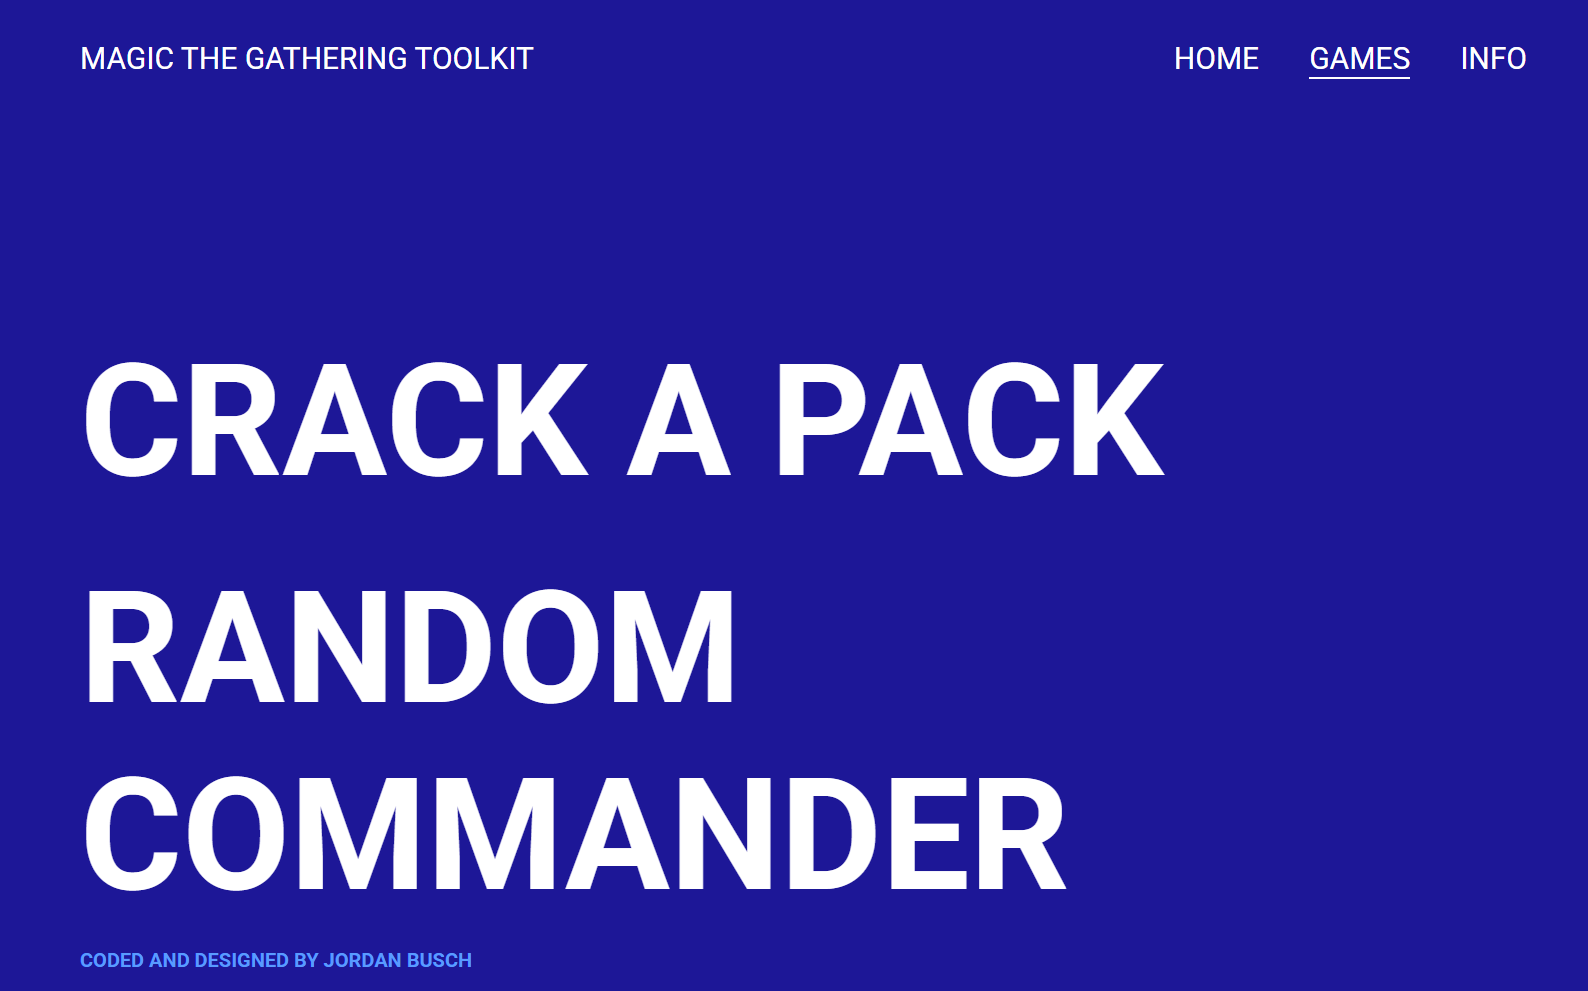 MAGIC THE GATHERING TOOLKIT
HOME GAMES INFO
CRACK A PACK
RANDOM
COMMANDER
CODED AND DESIGNED BY JORDAN BUSCH